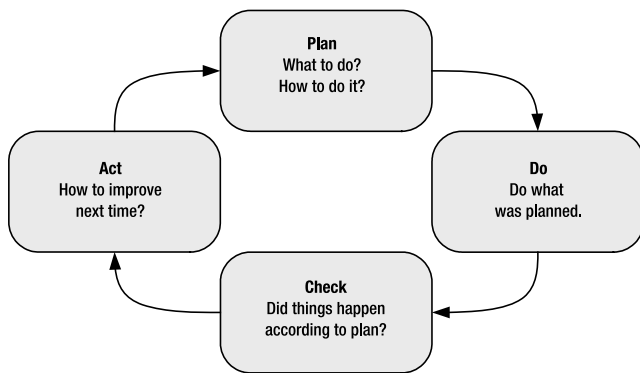 Plan
What to do?
How to do it?
Act
How to improve
next time?
Do
Do what
was planned.
Check
Did things happen
according to plan?